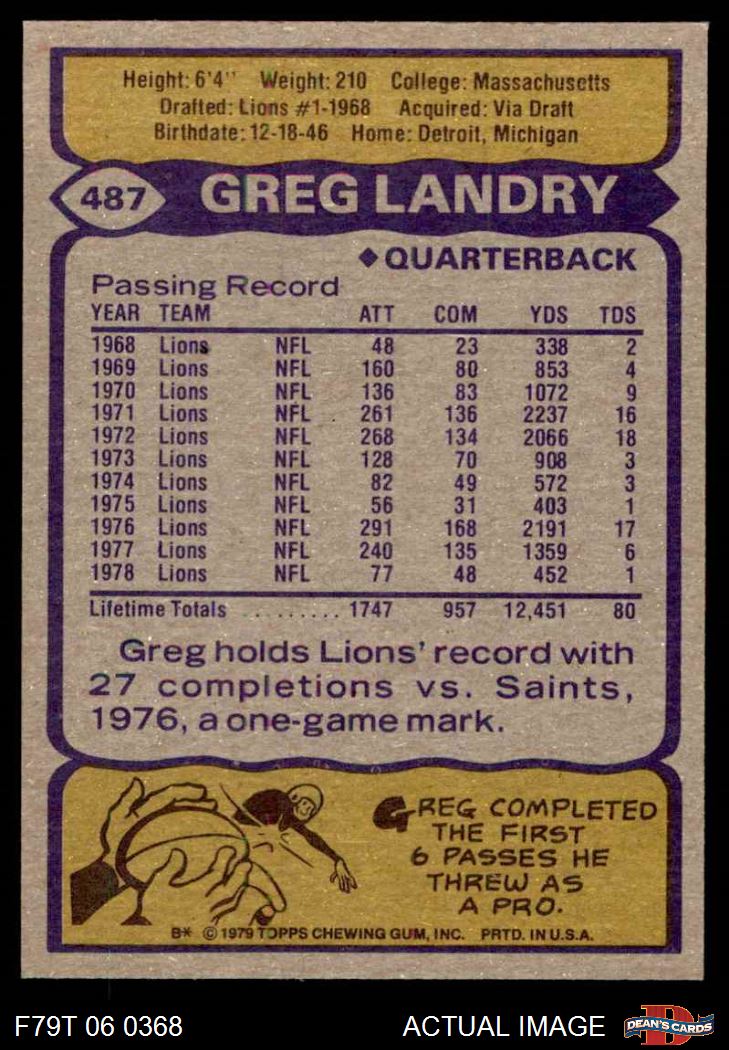 Height: 6'4" Weight: 210 College: Massachusetts
Drafted: Lions #1-1968 Acquired: Via Draft
Birthdate: 12-18-46 Home: Detroit, Michigan
487 GREG LANDRY
◆QUARTERBACK
Passing Record
YEAR TEAM ATT COM YDS TDS
1968 Lions NFL 48 23 338 2
1969 Lions NFL 160 80 853 4
1970 Lions NFL 136 83 1072 9
1971 Lions NFL 261 136 2237 16
1972 Lions NFL 268 134 2066 18
1973 Lions NFL 128 70 908 3
1974 Lions NFL 82 49 572 3
1975 Lions NFL 56 31 403 1
1976 Lions NFL 291 168 2191 17
1977 Lions NFL 240 135 1359 6
1978 Lions NFL 77 48 452 1
Lifetime Totals ......... 1747 957 12,451 80
Greg holds Lions' record with
27 completions vs. Saints,
1976, a one-game mark.
GREG COMPLETED
THE FIRST
6 PASSES HE
THREW AS
A PRO.
B* © 1979 TOPPS CHEWING GUM, INC. PRTD. IN U.S.A.
F79T 06 0368 ACTUAL IMAGE D DEAN'S CARDS